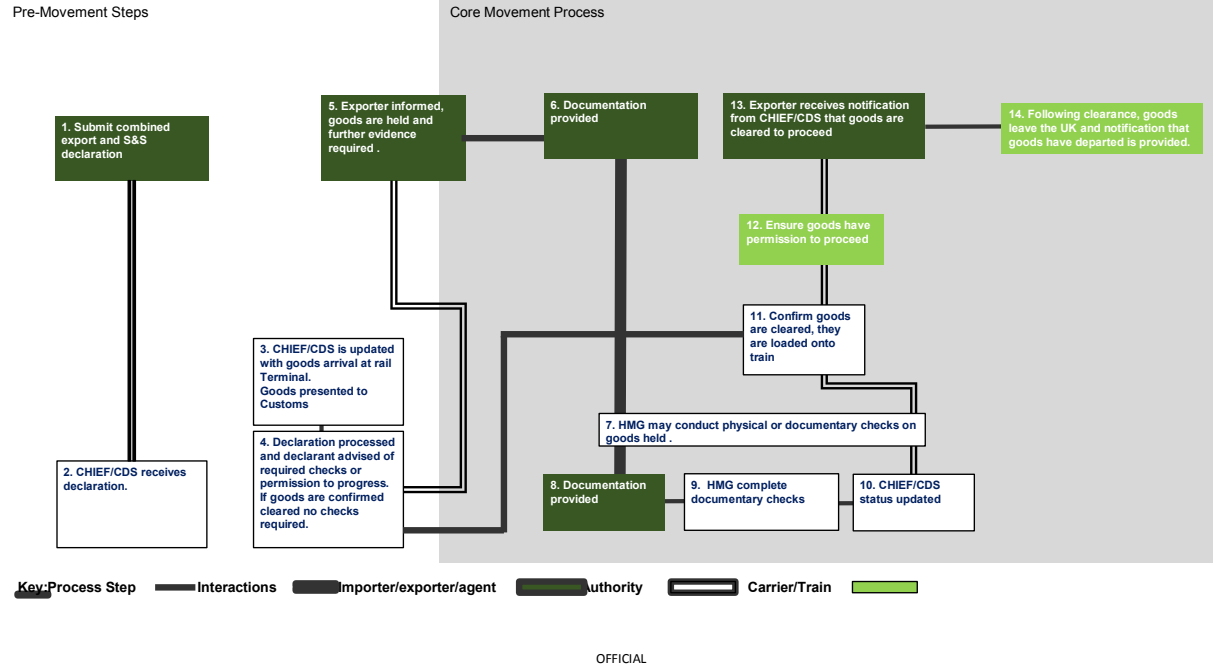 Pre-Movement Steps
Core Movement Process
1. Submit combined
export and S&S
declaration
2. CHIEF/CDS receives
declaration.
3. CHIEF/CDS is updated
with goods arrival at rail
Terminal.
Goods presented to
Customs
4. Declaration processed
and declarant advised of
required checks or
permission to progress.
If goods are confirmed
cleared no checks
required.
5. Exporter informed,
goods are held and
further evidence
required .
6. Documentation
provided
7. HMG may conduct physical or documentary checks on
goods held .
8. Documentation
provided
9. HMG complete
documentary checks
10. CHIEF/CDS
status updated
11. Confirm goods
are cleared, they
are loaded onto
train
12. Ensure goods have
permission to proceed
13. Exporter receives notification
from CHIEF/CDS that goods are
cleared to proceed
14. Following clearance, goods
leave the UK and notification that
goods have departed is provided.
Key:Process Step Interactions Importer/exporter/agent Authority Carrier/Train
OFFICIAL